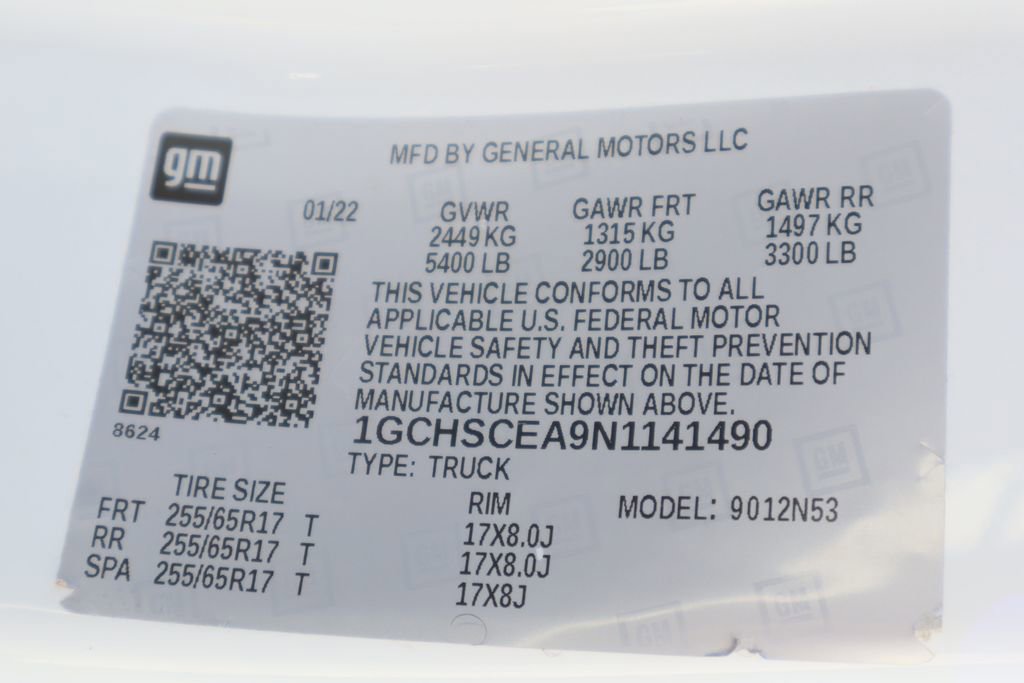 gm
MFD BY GENERAL MOTORS LLC
01/22 GVWR GAWR FRT GAWR RR
2449 KG 1315 KG 1497 KG
5400 LB 2900 LB 3300 LB
THIS VEHICLE CONFORMS TO ALL
APPLICABLE U.S. FEDERAL MOTOR
VEHICLE SAFETY AND THEFT PREVENTION
STANDARDS IN EFFECT ON THE DATE OF
MANUFACTURE SHOWN ABOVE.
8624
1GCHSCEA9N1141490
TYPE: TRUCK
TIRE SIZE RIM MODEL: 9012N53
FRT 255/65R17 T 17X8.0J
RR 255/65R17 T 17X8.0J
SPA 255/65R17 T 17X8J